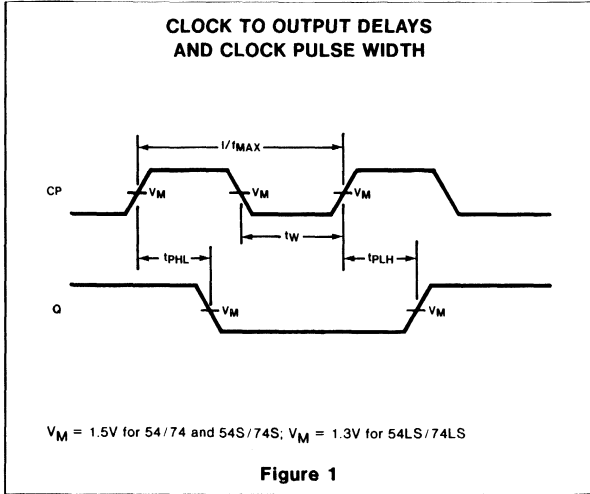 CLOCK TO OUTPUT DELAYS
AND CLOCK PULSE WIDTH
l/fMAX
CP
VM
VM
VM
tW
tPHL
tPLH
Q
VM
VM
VM = 1.5V for 54/74 and 54S/74S; VM = 1.3V for 54LS/74LS
Figure 1